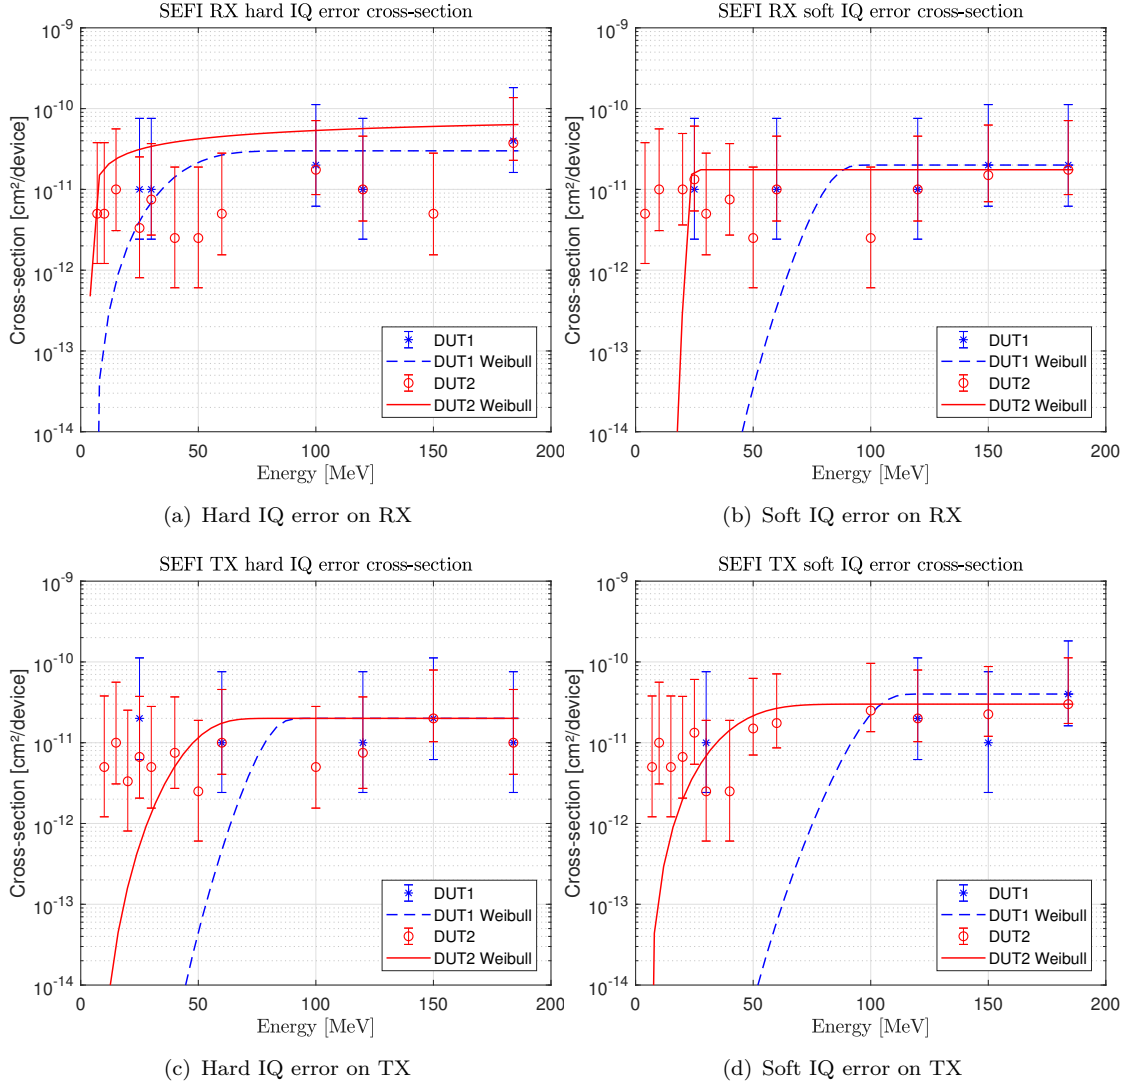 SEFI RX hard IQ error cross-section
10^-9
10^-10
10^-11
10^-12
10^-13
10^-14
Cross-section [cm²/device]
DUT1
DUT1 Weibull
DUT2
DUT2 Weibull
0 50 100 150 200
Energy [MeV]
(a) Hard IQ error on RX
SEFI RX soft IQ error cross-section
10^-9
10^-10
10^-11
10^-12
10^-13
10^-14
Cross-section [cm²/device]
DUT1
DUT1 Weibull
DUT2
DUT2 Weibull
0 50 100 150 200
Energy [MeV]
(b) Soft IQ error on RX
SEFI TX hard IQ error cross-section
10^-9
10^-10
10^-11
10^-12
10^-13
10^-14
Cross-section [cm²/device]
DUT1
DUT1 Weibull
DUT2
DUT2 Weibull
0 50 100 150 200
Energy [MeV]
(c) Hard IQ error on TX
SEFI TX soft IQ error cross-section
10^-9
10^-10
10^-11
10^-12
10^-13
10^-14
Cross-section [cm²/device]
DUT1
DUT1 Weibull
DUT2
DUT2 Weibull
0 50 100 150 200
Energy [MeV]
(d) Soft IQ error on TX